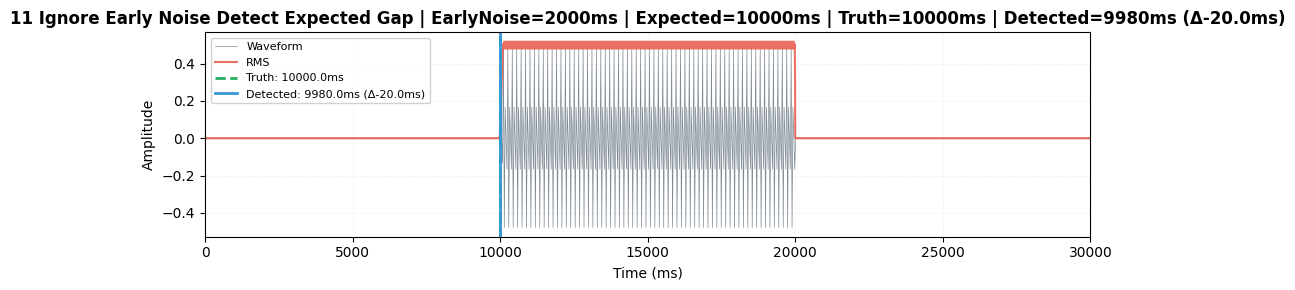 11 Ignore Early Noise Detect Expected Gap | EarlyNoise=2000ms | Expected=10000ms | Truth=10000ms | Detected=9980ms (Δ-20.0ms)
Waveform
RMS
Truth: 10000.0ms
Detected: 9980.0ms (Δ-20.0ms)
Amplitude
0.4
0.2
0.0
−0.2
−0.4
0 5000 10000 15000 20000 25000 30000
Time (ms)